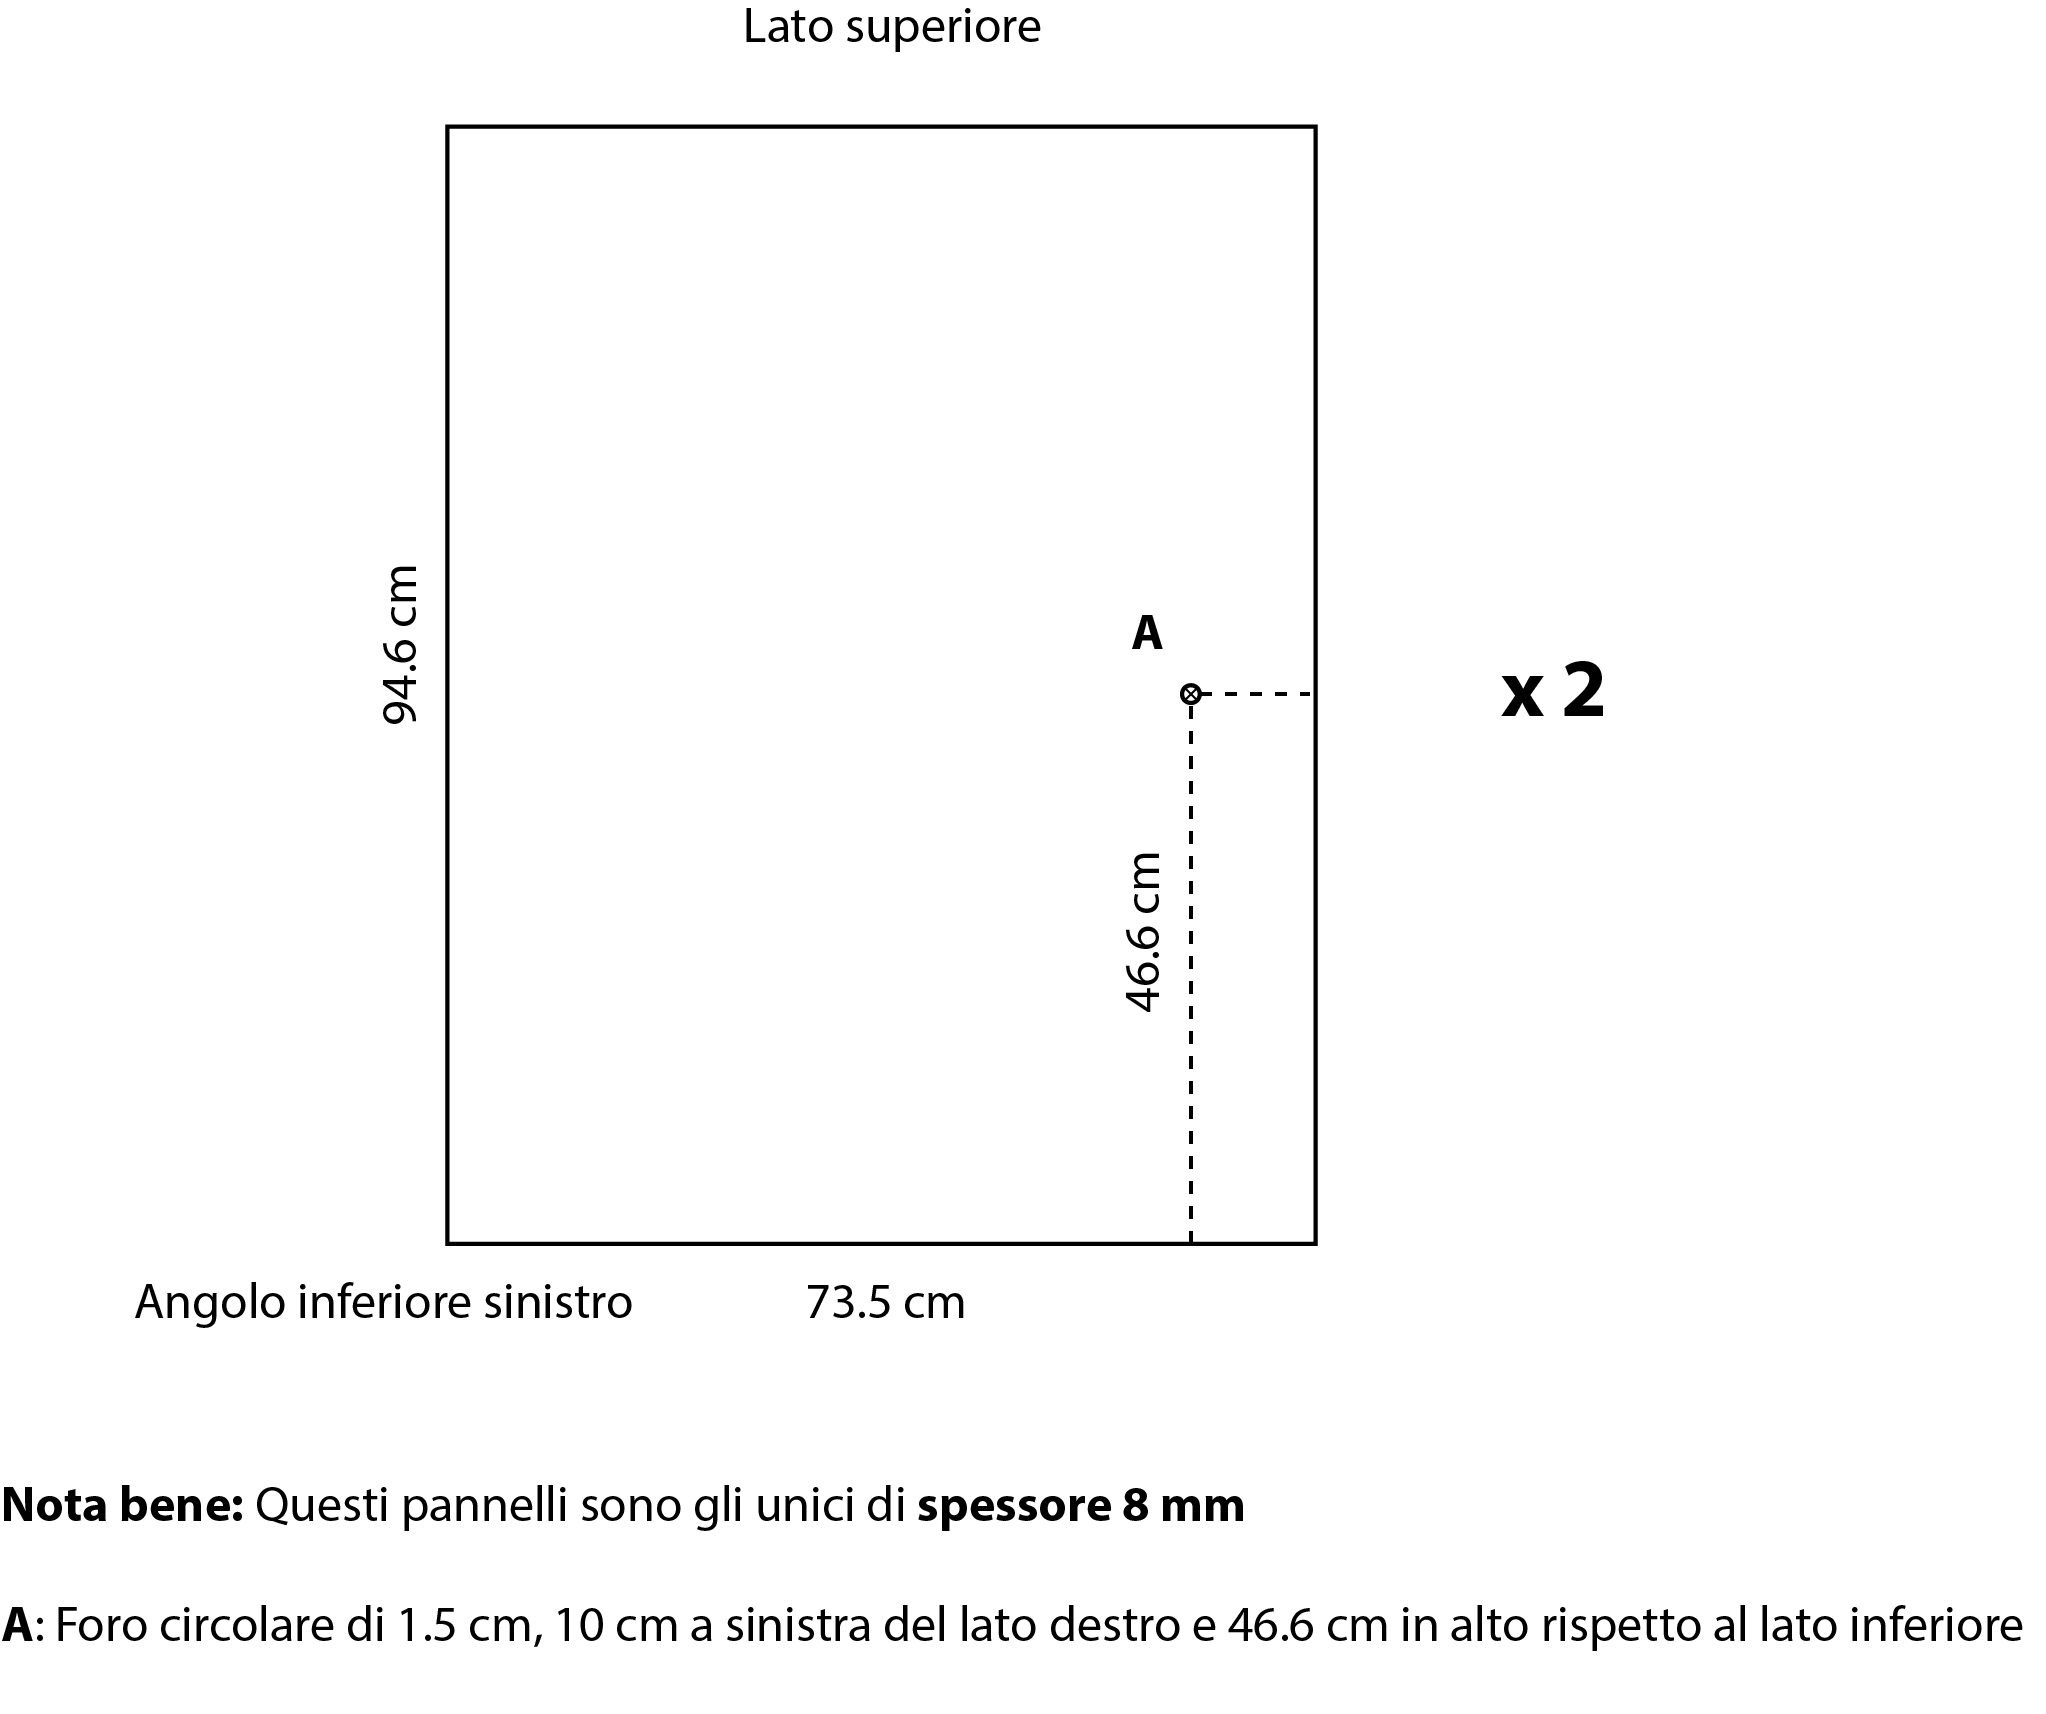 Lato superiore
94.6 cm
A
x 2
46.6 cm
Angolo inferiore sinistro
73.5 cm
Nota bene: Questi pannelli sono gli unici di spessore 8 mm
A: Foro circolare di 1.5 cm, 10 cm a sinistra del lato destro e 46.6 cm in alto rispetto al lato inferiore